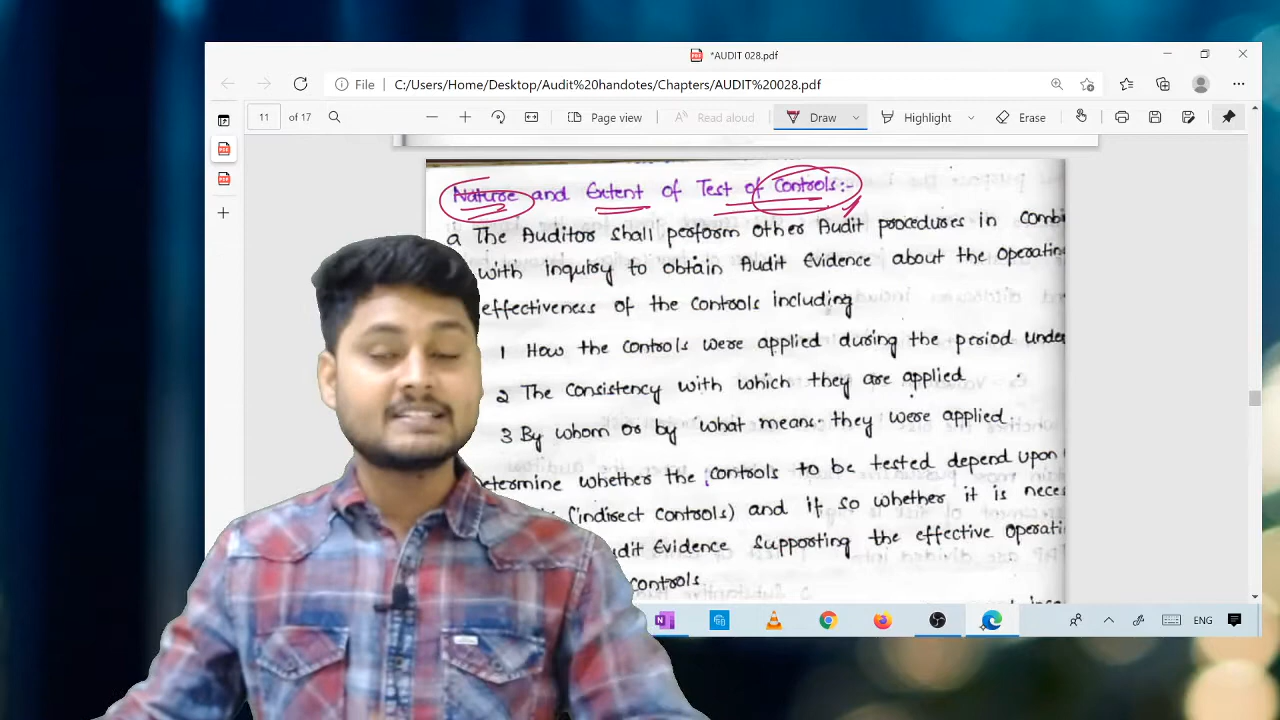 *AUDIT 028.pdf
File | C:/Users/Home/Desktop/Audit%20handotes/Chapters/AUDIT%20028.pdf
11 of 17 Page view Read aloud Draw Highlight Erase
Nature and Extent of Test of Controls:-
a The Auditor shall perform other Audit procedures in Combi
with inquiry to obtain Audit Evidence about the Operatin
effectiveness of the Controls including
1 How the Controls were applied during the period under
2 The Consistency with which they are applied
3 By whom or by what means they were applied.
etermine whether the Controls to be tested depend upon
(indirect Controls) and if so whether it is neces
dit Evidence supporting the effective Operati
controls.
ENG